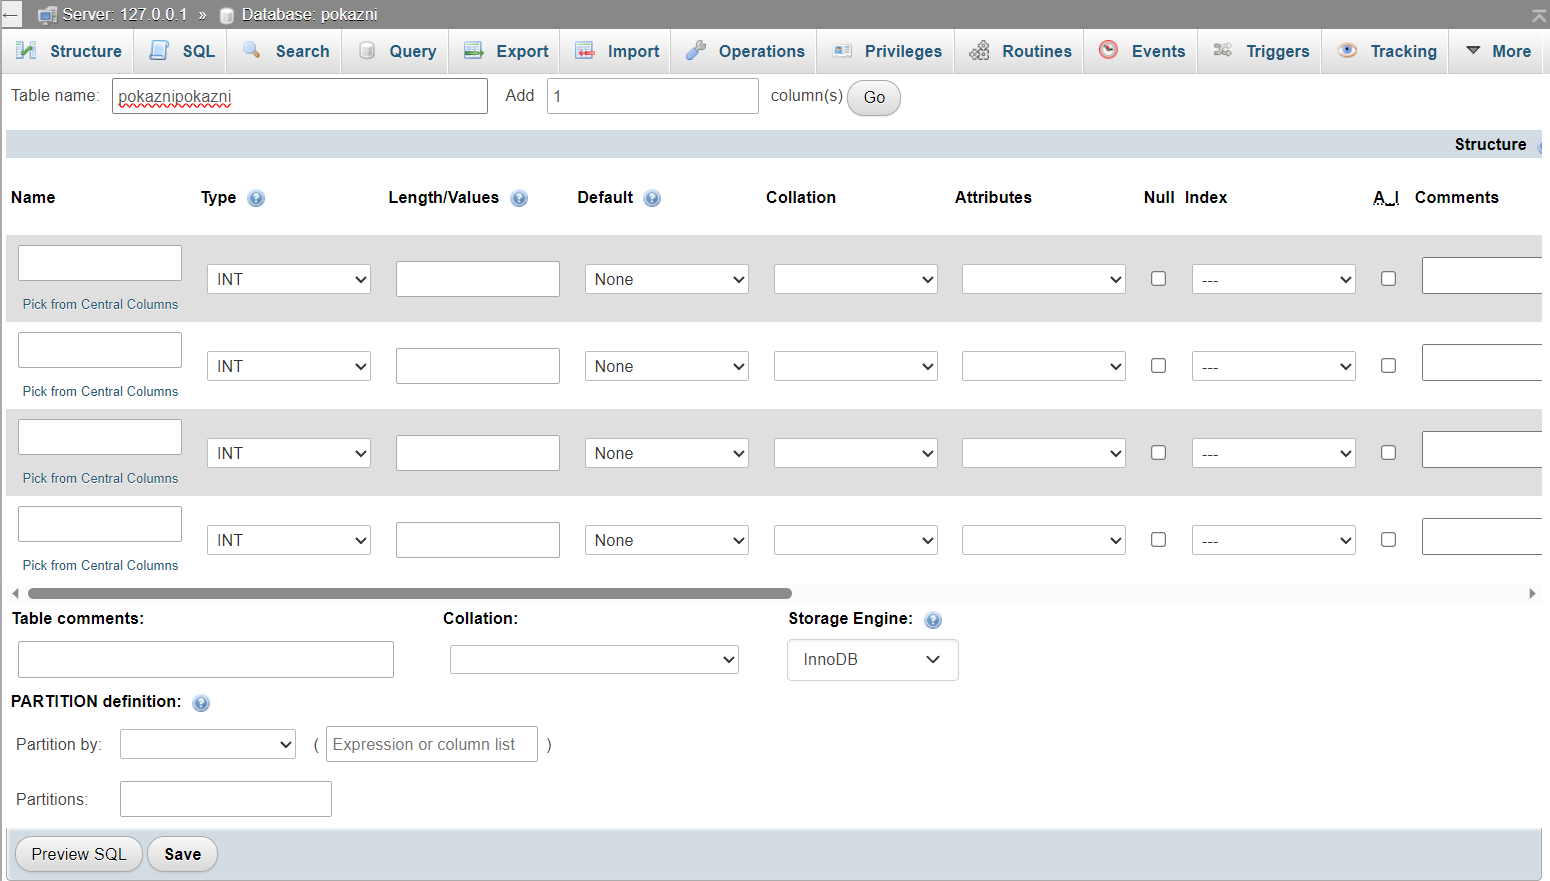 Server: 127.0.0.1 » Database: pokazni
Structure SQL Search Query Export Import Operations Privileges Routines Events Triggers Tracking More
Table name: pokaznipokazni Add 1 column(s) Go
Structure
Name Type Length/Values Default Collation Attributes Null Index A_I Comments
INT None ---
Pick from Central Columns
INT None ---
Pick from Central Columns
INT None ---
Pick from Central Columns
INT None ---
Pick from Central Columns
Table comments: Collation: Storage Engine:
InnoDB
PARTITION definition:
Partition by: ( Expression or column list )
Partitions:
Preview SQL Save